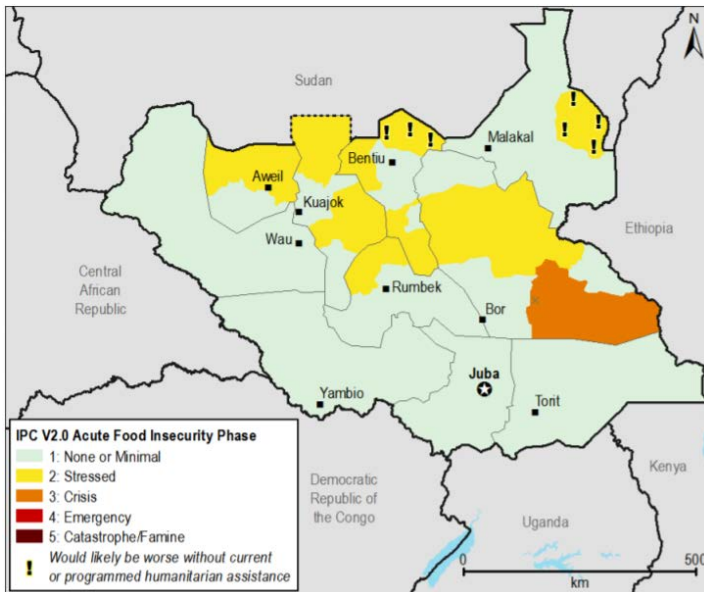 N
Sudan
Malakal
Bentiu
Aweil
Kuajok
Wau
Ethiopia
Central
African
Republic
Rumbek
Bor
Juba
Yambio
Torit
IPC V2.0 Acute Food Insecurity Phase
1: None or Minimal
2: Stressed
3: Crisis
4: Emergency
5: Catastrophe/Famine
! Would likely be worse without current
or programmed humanitarian assistance
Democratic
Republic of
the Congo
Uganda
Kenya
0 500
km